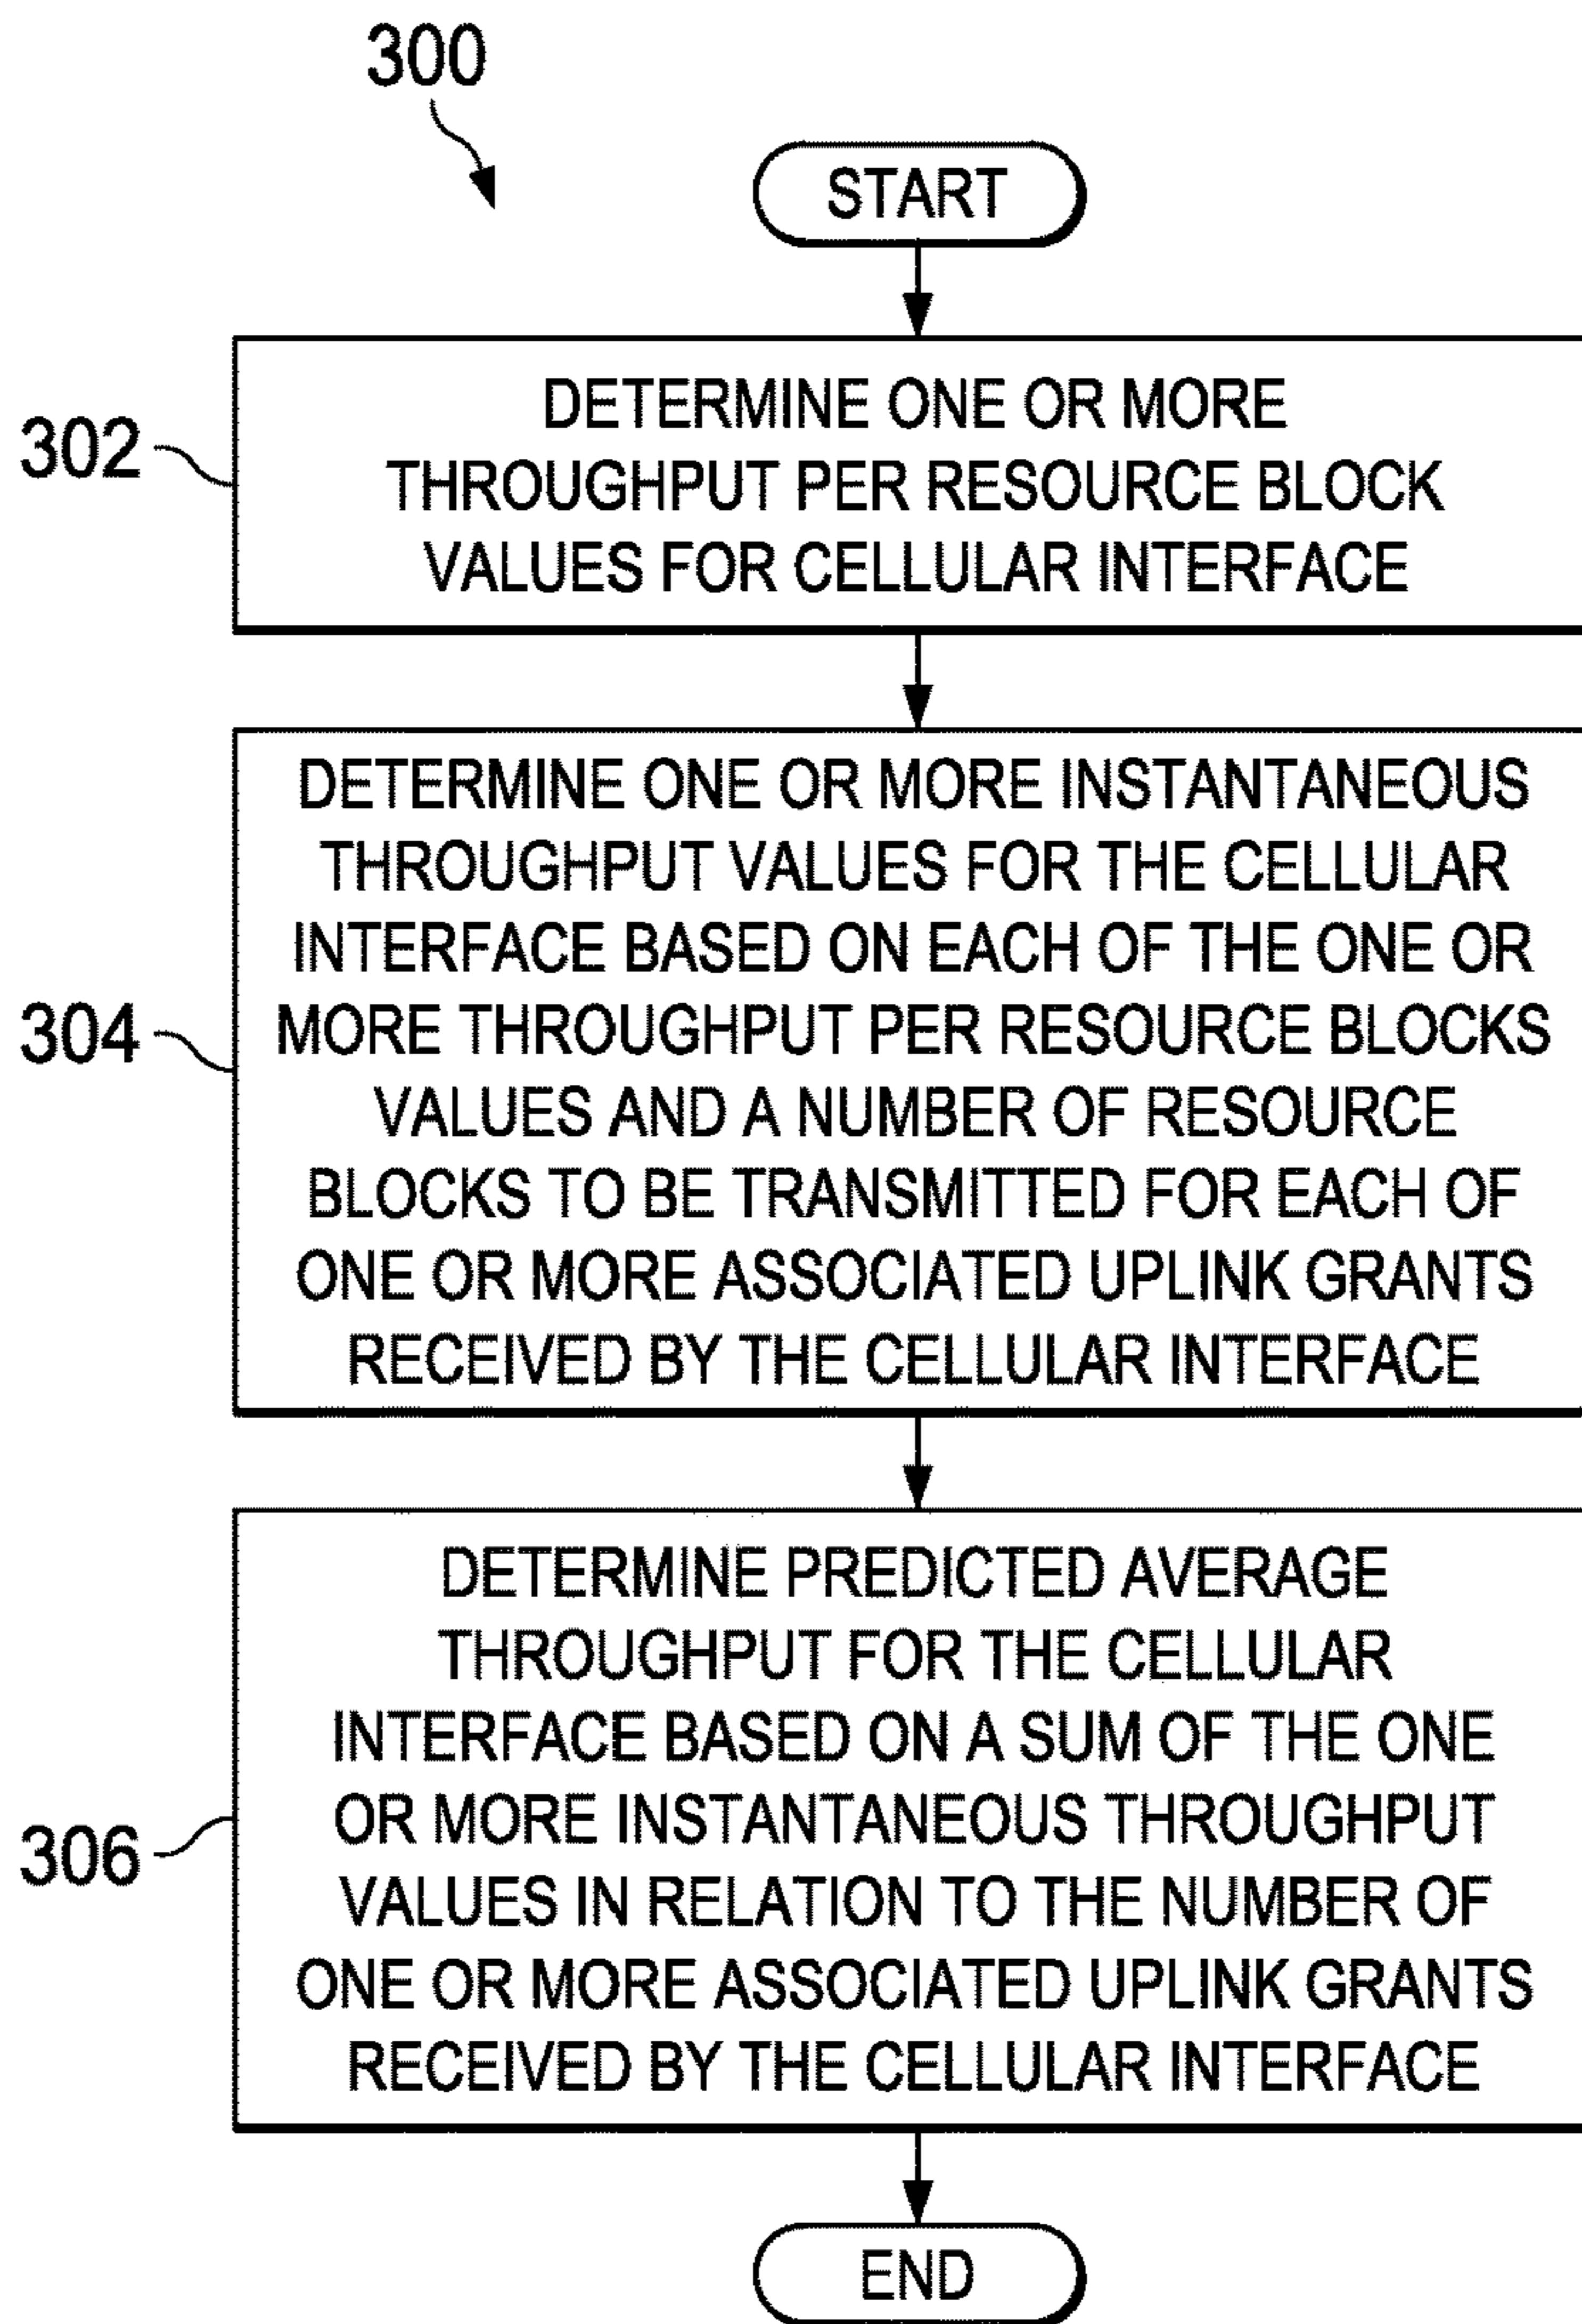 300
START
302
DETERMINE ONE OR MORE
THROUGHPUT PER RESOURCE BLOCK
VALUES FOR CELLULAR INTERFACE
304
DETERMINE ONE OR MORE INSTANTANEOUS
THROUGHPUT VALUES FOR THE CELLULAR
INTERFACE BASED ON EACH OF THE ONE OR
MORE THROUGHPUT PER RESOURCE BLOCKS
VALUES AND A NUMBER OF RESOURCE
BLOCKS TO BE TRANSMITTED FOR EACH OF
ONE OR MORE ASSOCIATED UPLINK GRANTS
RECEIVED BY THE CELLULAR INTERFACE
306
DETERMINE PREDICTED AVERAGE
THROUGHPUT FOR THE CELLULAR
INTERFACE BASED ON A SUM OF THE ONE
OR MORE INSTANTANEOUS THROUGHPUT
VALUES IN RELATION TO THE NUMBER OF
ONE OR MORE ASSOCIATED UPLINK GRANTS
RECEIVED BY THE CELLULAR INTERFACE
END